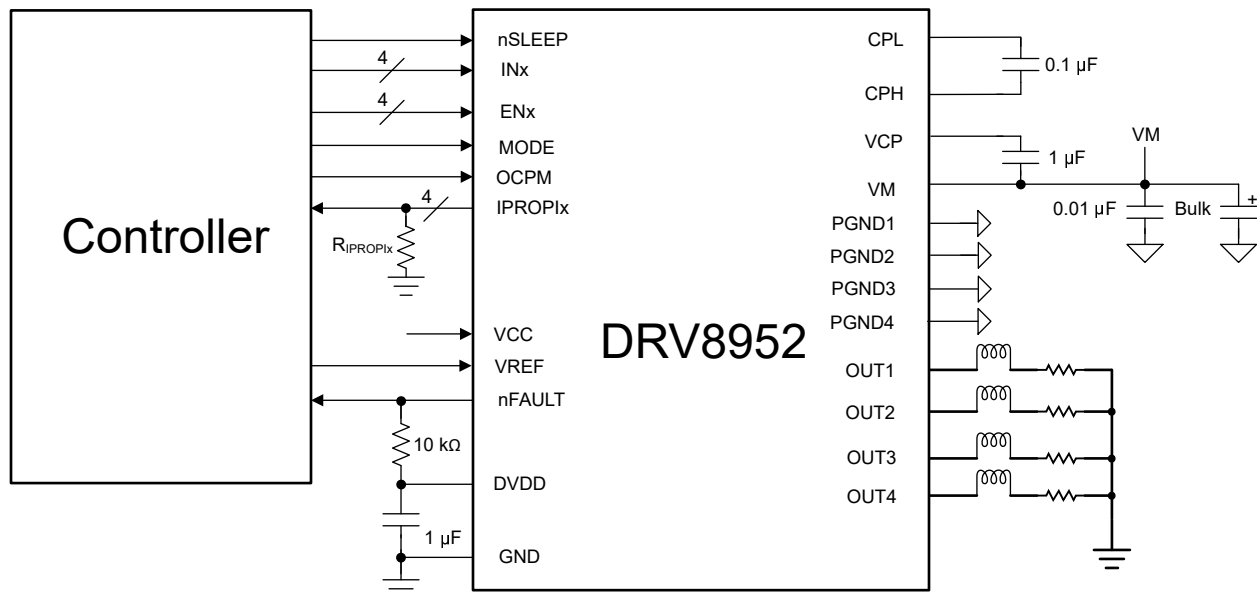 Controller
DRV8952
nSLEEP
4
INx
4
ENx
MODE
OCPM
4
IPROPIx
RIPROPIx
VCC
VREF
nFAULT
10 kΩ
DVDD
1 µF
GND
CPL
0.1 µF
CPH
VCP
1 µF
VM
VM
0.01 µF
Bulk
+
PGND1
PGND2
PGND3
PGND4
OUT1
OUT2
OUT3
OUT4